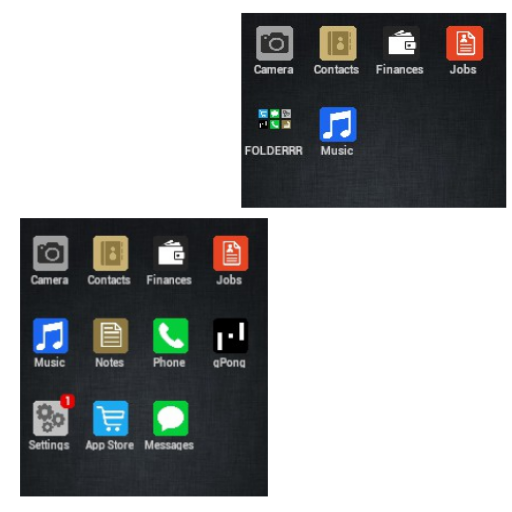 Camera Contacts Finances Jobs
FOLDERRR Music
Camera Contacts Finances Jobs
Music Notes Phone qPong
1
Settings App Store Messages